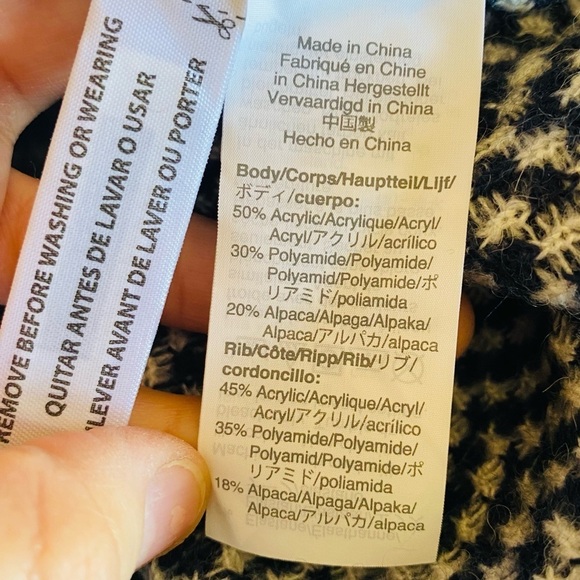 REMOVE BEFORE WASHING OR WEARING
QUITAR ANTES DE LAVAR O USAR
LEVER AVANT DE LAVER OU PORTER
Made in China
Fabriqué en Chine
in China Hergestellt
Vervaardigd in China
中国製
Hecho en China
Body/Corps/Hauptteil/Lijf/
ボディ/cuerpo:
50% Acrylic/Acrylique/Acryl/
Acryl/アクリル/acrílico
30% Polyamide/Polyamide/
Polyamid/Polyamide/ポ
リアミド/poliamida
20% Alpaca/Alpaga/Alpaka/
Alpaca/アルパカ/alpaca
Rib/Côte/Ripp/Rib/リブ/
cordoncillo:
45% Acrylic/Acrylique/Acryl/
Acryl/アクリル/acrílico
35% Polyamide/Polyamide/
Polyamid/Polyamide/ポ
リアミド/poliamida
18% Alpaca/Alpaga/Alpaka/
Alpaca/アルパカ/alpaca